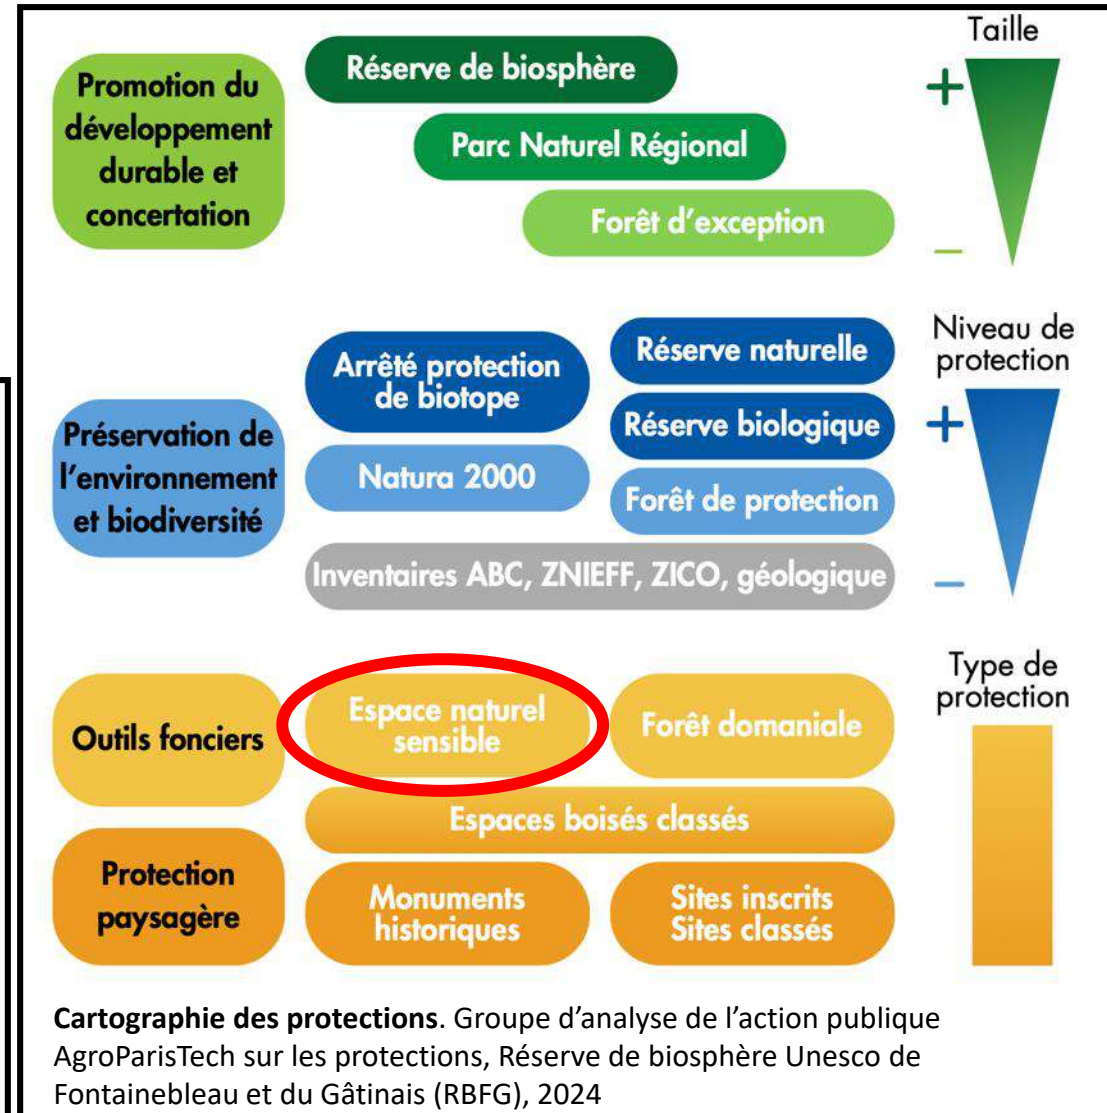 Taille
Promotion du
développement
durable et
concertation
Réserve de biosphère
Parc Naturel Régional
Forêt d'exception
+
−
Niveau de
protection
Préservation de
l'environnement
et biodiversité
Arrêté protection
de biotope
Réserve naturelle
Réserve biologique
Natura 2000
Forêt de protection
Inventaires ABC, ZNIEFF, ZICO, géologique
+
−
Type de
protection
Outils fonciers
Espace naturel
sensible
Forêt domaniale
Espaces boisés classés
Protection
paysagère
Monuments
historiques
Sites inscrits
Sites classés
Cartographie des protections. Groupe d'analyse de l'action publique
AgroParisTech sur les protections, Réserve de biosphère Unesco de
Fontainebleau et du Gâtinais (RBFG), 2024